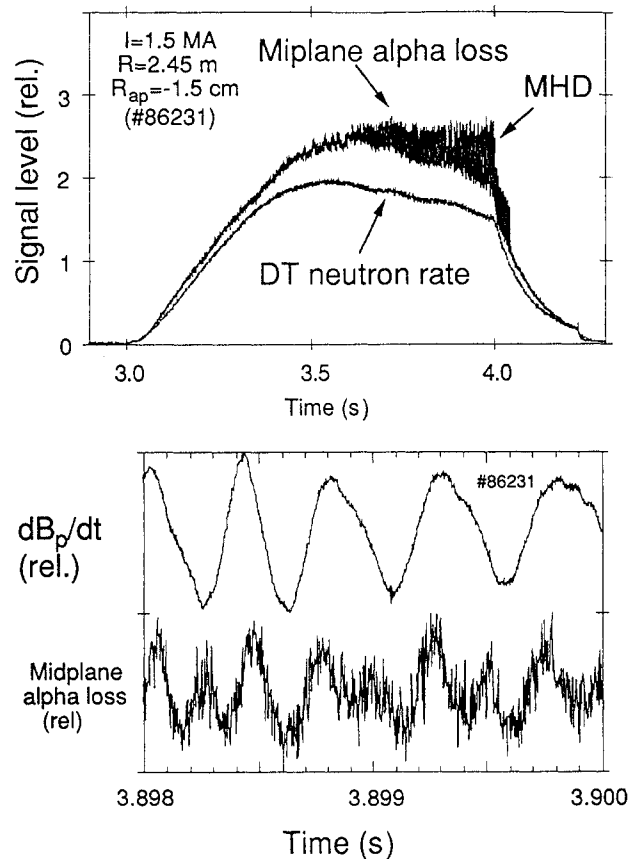 I=1.5 MA
R=2.45 m
R_ap=-1.5 cm
(#86231)
Miplane alpha loss
MHD
DT neutron rate
Signal level (rel.)
3
2
1
0
3.0 3.5 4.0
Time (s)
#86231
dB_p/dt
(rel.)
Midplane
alpha loss
(rel)
3.898 3.899 3.900
Time (s)